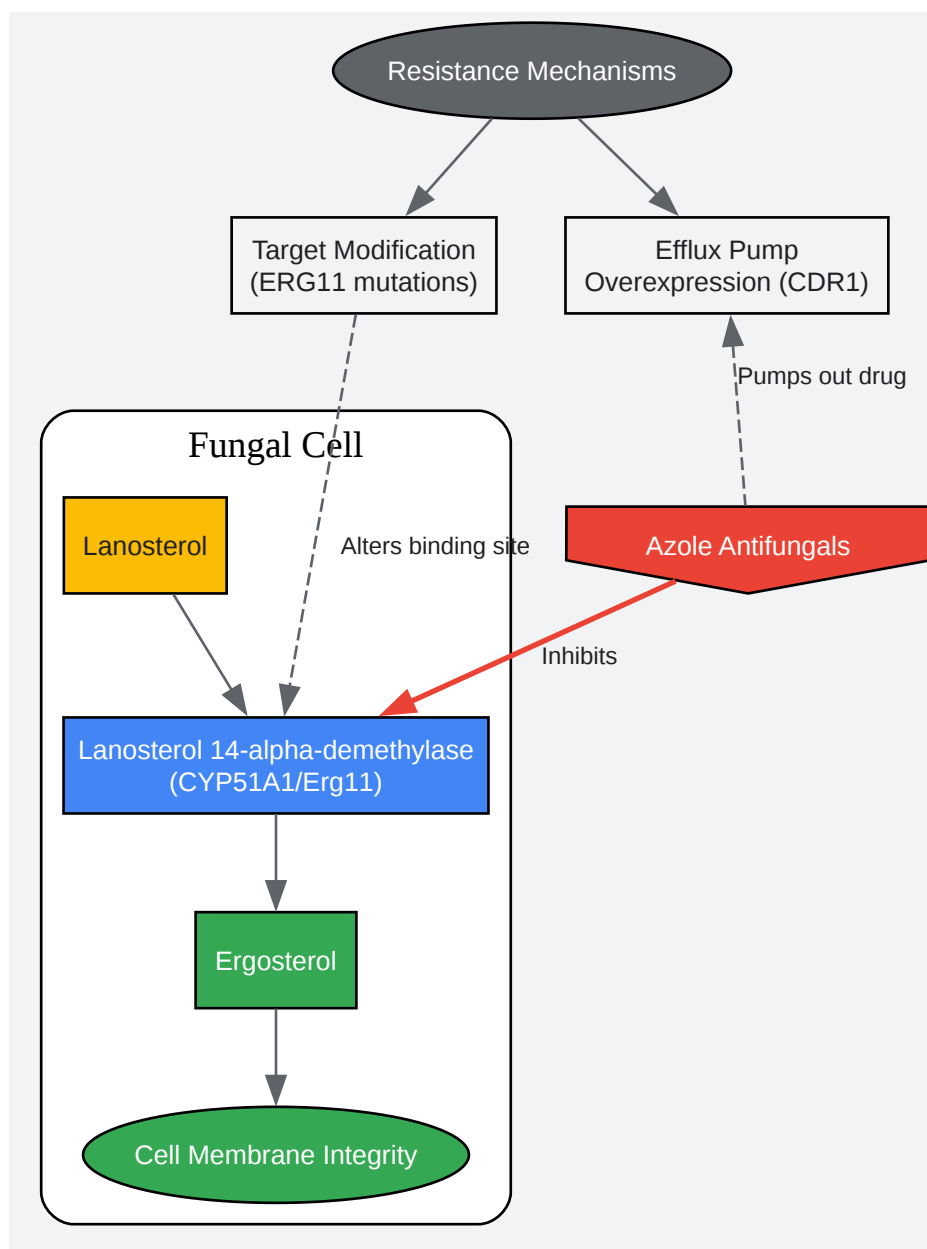 Resistance Mechanisms
Target Modification
(ERG11 mutations)
Efflux Pump
Overexpression (CDR1)
Pumps out drug
Fungal Cell
Lanosterol
Alters binding site
Azole Antifungals
Inhibits
Lanosterol 14-alpha-demethylase
(CYP51A1/Erg11)
Ergosterol
Cell Membrane Integrity